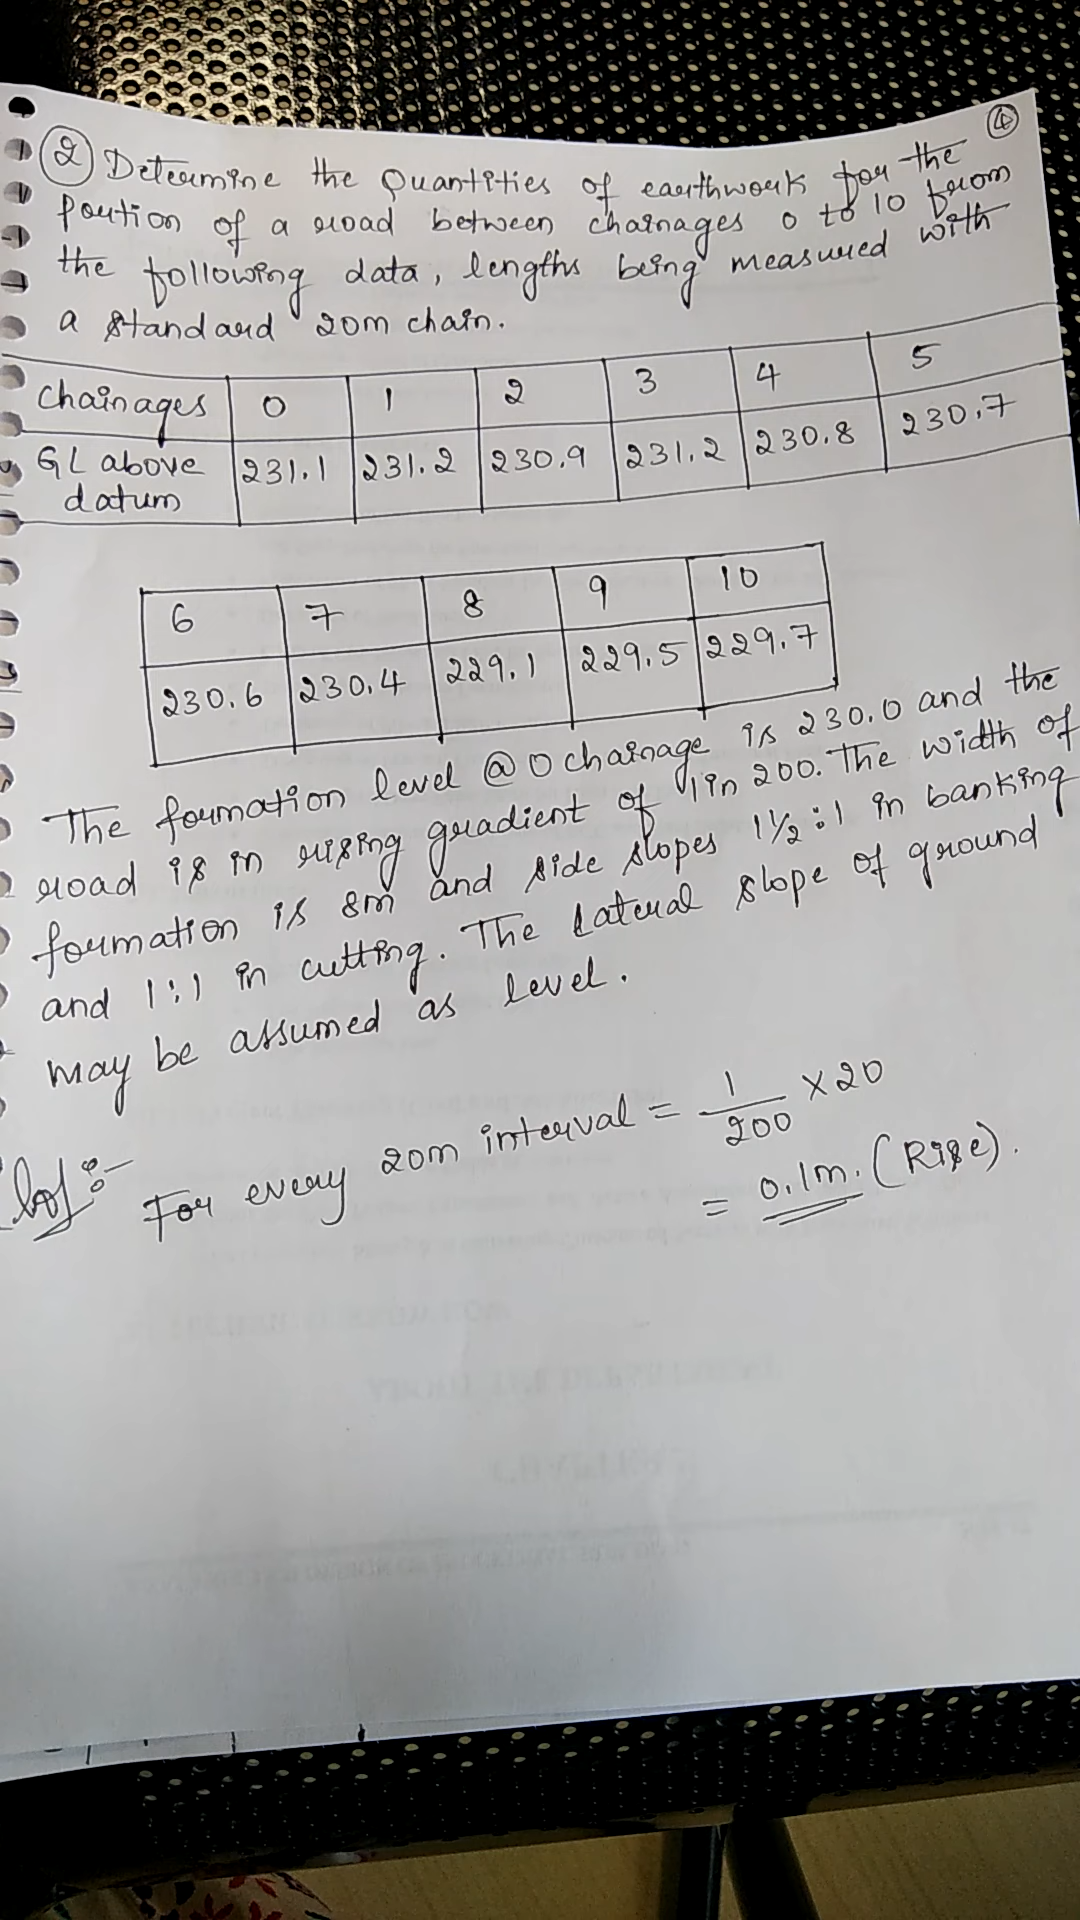 ④
② Determine the Quantities of earthwork for the
portion of a road between chainages 0 to 10 from
the following data, lengths being measured with
a standard 20m chain.
chainages 0 1 2 3 4 5
GL above datum 231.1 231.2 230.9 231.2 230.8 230.7
6 7 8 9 10
230.6 230.4 229.1 229.5 229.7
The formation level @ 0 chainage is 230.0 and the
road is in rising gradient of 1 in 200. The width of
formation is 8m and side slopes 1½:1 in banking
and 1:1 in cutting. The lateral slope of ground
may be assumed as level.
For every 20m interval = 1/200 × 20
= 0.1m. (Rise).